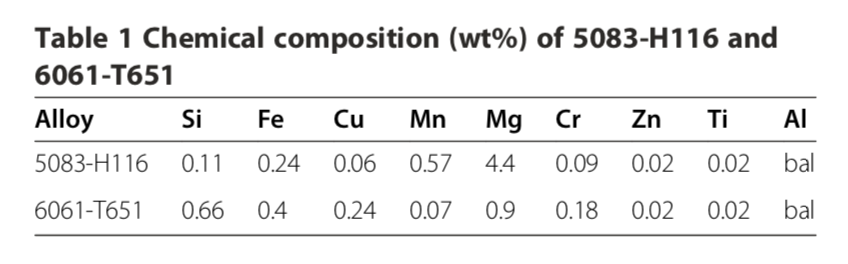 Table 1 Chemical composition (wt%) of 5083-H116 and
6061-T651
Alloy Si Fe Cu Mn Mg Cr Zn Ti Al
5083-H116 0.11 0.24 0.06 0.57 4.4 0.09 0.02 0.02 bal
6061-T651 0.66 0.4 0.24 0.07 0.9 0.18 0.02 0.02 bal